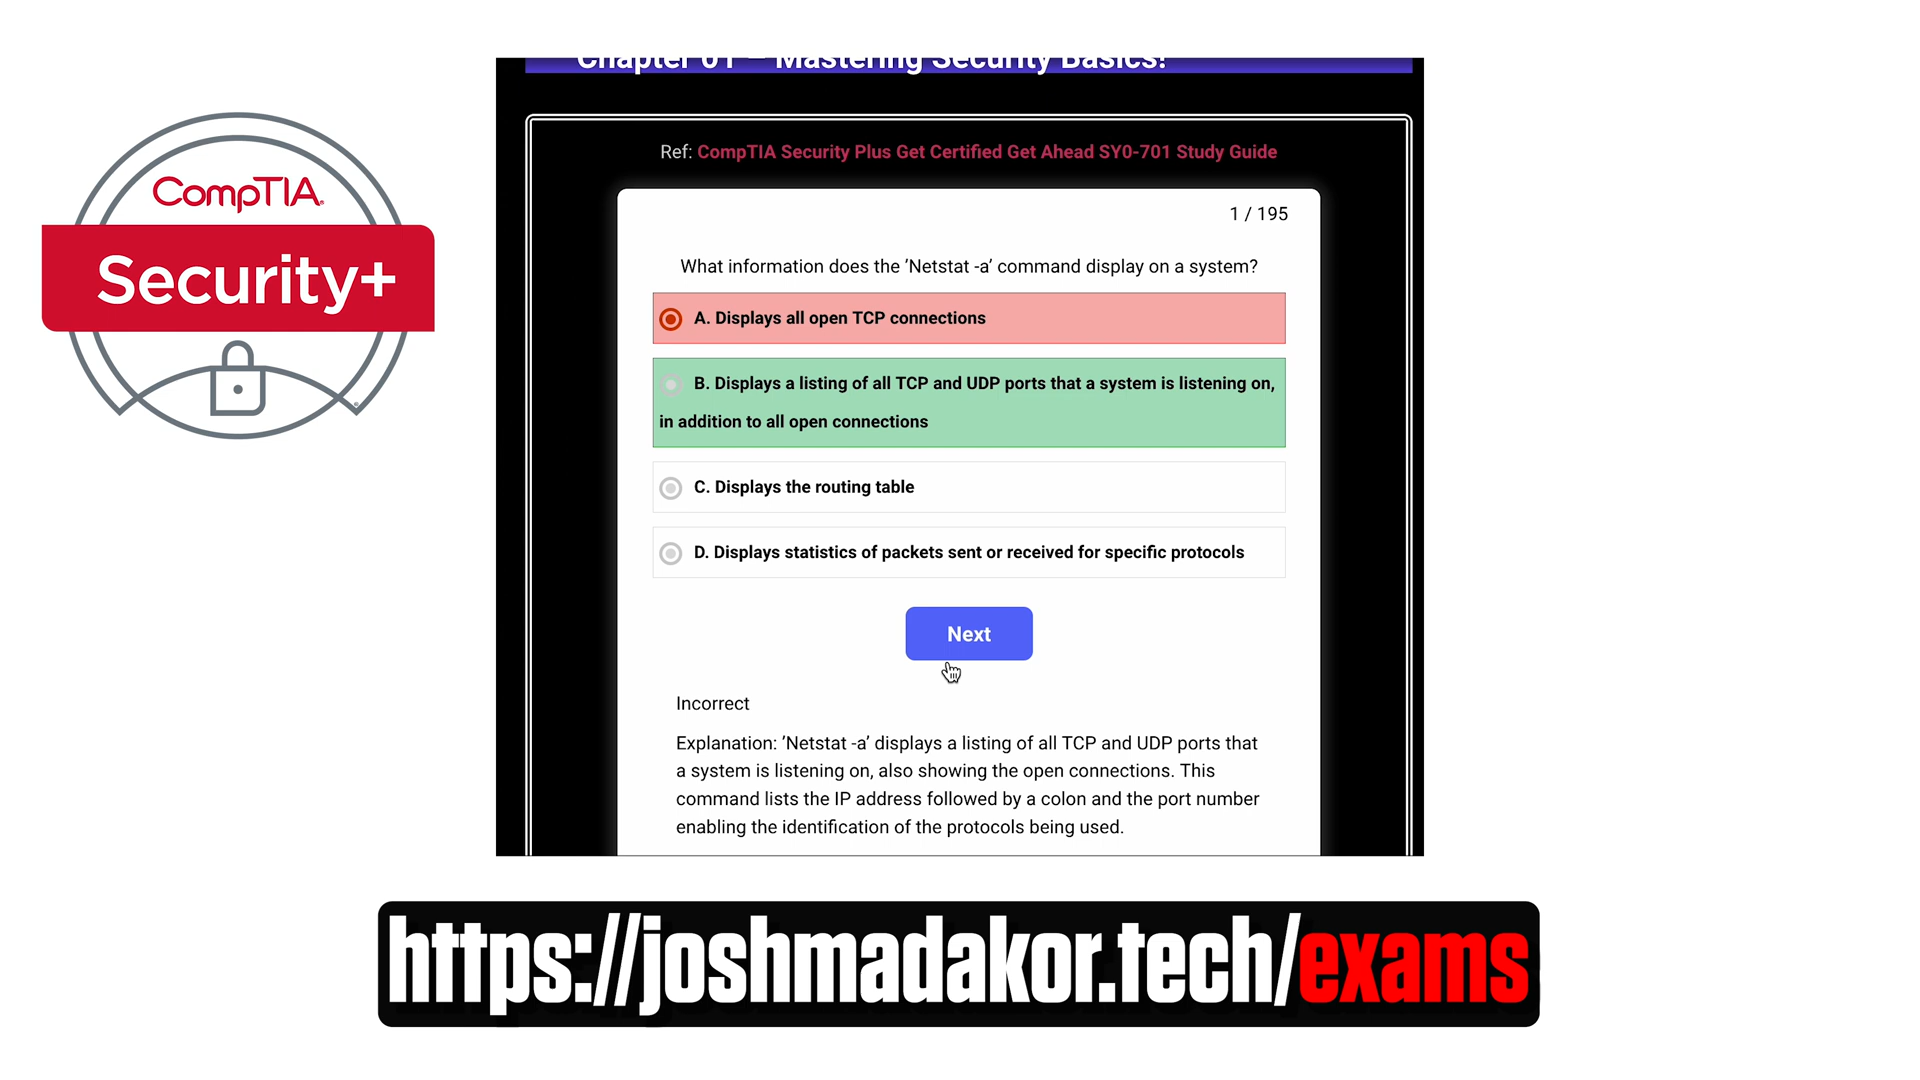 Chapter 01 – Mastering Security Basics!
CompTIA®
Security+
Ref: CompTIA Security Plus Get Certified Get Ahead SY0-701 Study Guide
1 / 195
What information does the ’Netstat -a’ command display on a system?
A. Displays all open TCP connections
B. Displays a listing of all TCP and UDP ports that a system is listening on,
in addition to all open connections
C. Displays the routing table
D. Displays statistics of packets sent or received for specific protocols
Next
Incorrect
Explanation: ’Netstat -a’ displays a listing of all TCP and UDP ports that
a system is listening on, also showing the open connections. This
command lists the IP address followed by a colon and the port number
enabling the identification of the protocols being used.
https://joshmadakor.tech/exams